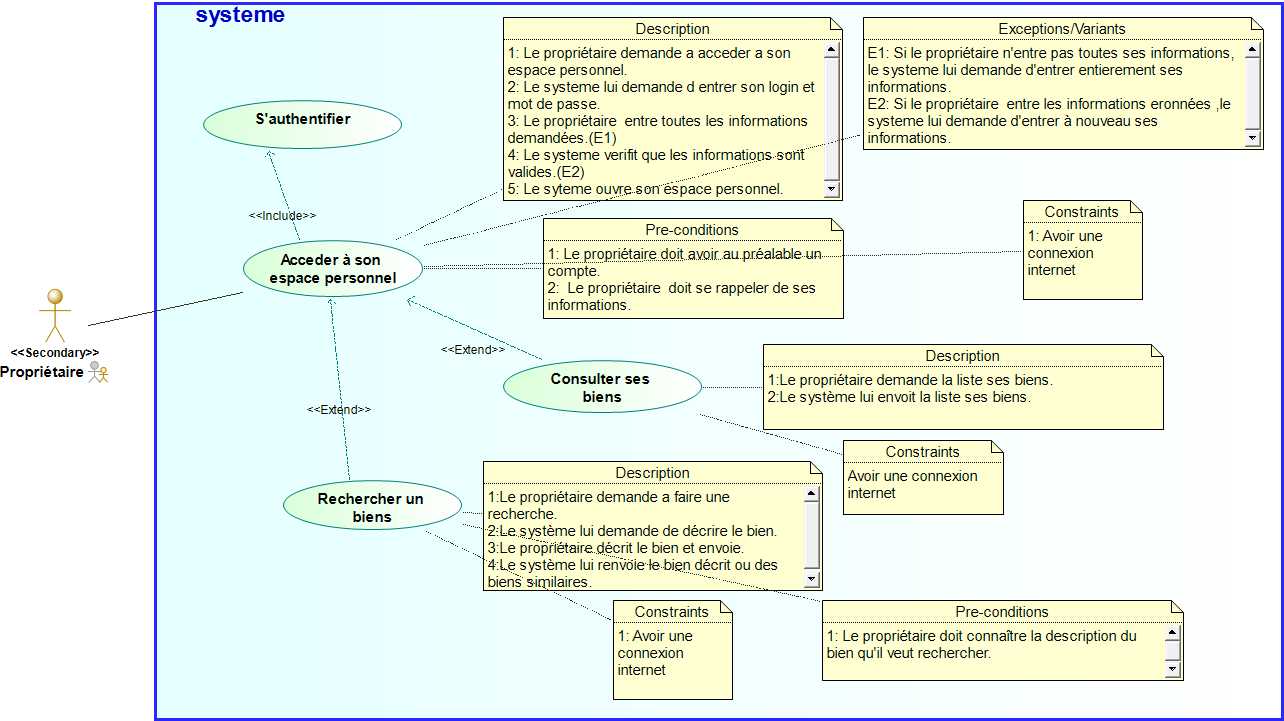 systeme
Description
1: Le propriétaire demande a acceder a son
espace personnel.
2: Le systeme lui demande d entrer son login et
mot de passe.
3: Le propriétaire  entre toutes les informations
demandées.(E1)
4: Le systeme verifit que les informations sont
valides.(E2)
5: Le syteme ouvre son espace personnel.
Exceptions/Variants
E1: Si le propriétaire n'entre pas toutes ses informations,
le systeme lui demande d'entrer entierement ses
informations.
E2: Si le propriétaire  entre les informations eronnées ,le
systeme lui demande d'entrer à nouveau ses
informations.
S'authentifier
<<Include>>
Pre-conditions
1: Le propriétaire doit avoir au préalable un
compte.
2:  Le propriétaire  doit se rappeler de ses
informations.
Constraints
1: Avoir une
connexion
internet
Acceder à son
espace personnel
<<Secondary>>
Propriétaire
<<Extend>>
Consulter ses
biens
Description
1:Le propriétaire demande la liste ses biens.
2:Le système lui envoit la liste ses biens.
<<Extend>>
Constraints
Avoir une connexion
internet
Rechercher un
biens
Description
1:Le propriétaire demande a faire une
recherche.
2:Le système lui demande de décrire le bien.
3:Le propriétaire décrit le bien et envoie.
4:Le système lui renvoie le bien décrit ou des
biens similaires.
Constraints
1: Avoir une
connexion
internet
Pre-conditions
1: Le propriétaire doit connaître la description du
bien qu'il veut rechercher.